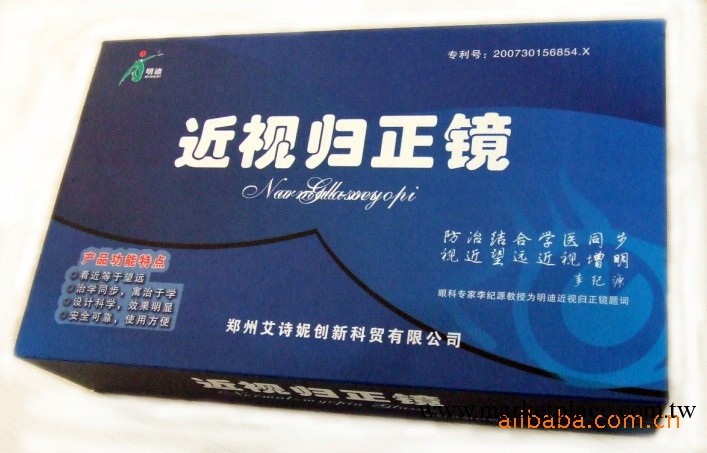 明迪
MINGDI
专利号：200730156854.X
近视归正镜
产品功能特点
看近等于望远
治学同步，寓治于学
设计科学，效果明显
安全可靠，使用方便
防治结合学医同步
视近望远近视增明
李纪源
眼科专家李纪源教授为明迪近视归正镜题词
郑州艾诗妮创新科贸有限公司
近视归正镜
alibaba.com.cn